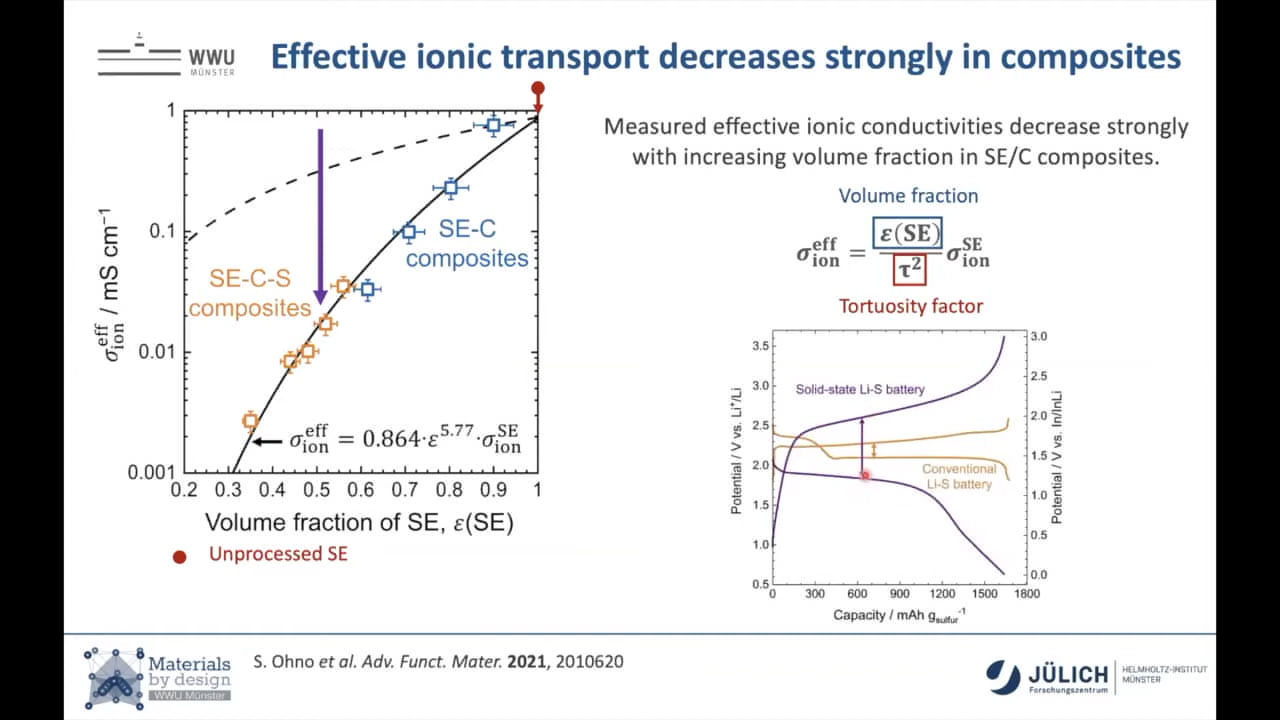 WWU
MÜNSTER
Effective ionic transport decreases strongly in composites
1
0.1
0.01
0.001
σ_ion^eff / mS cm⁻¹
SE-C
composites
SE-C-S
composites
σ_ion^eff = 0.864·ε^5.77·σ_ion^SE
0.2 0.3 0.4 0.5 0.6 0.7 0.8 0.9 1
Volume fraction of SE, ε(SE)
Unprocessed SE
Measured effective ionic conductivities decrease strongly
with increasing volume fraction in SE/C composites.
Volume fraction
σ_ion^eff = ε(SE)/τ² σ_ion^SE
Tortuosity factor
3.5
3.0
2.5
2.0
1.5
1.0
0.5
Potential / V vs. Li⁺/Li
Solid-state Li-S battery
Conventional
Li-S battery
3.0
2.5
2.0
1.5
1.0
0.5
0.0
Potential / V vs. In/InLi
0 300 600 900 1200 1500 1800
Capacity / mAh g_sulfur⁻¹
Materials
by design
WWU Münster
S. Ohno et al. Adv. Funct. Mater. 2021, 2010620
JÜLICH
Forschungszentrum
HELMHOLTZ-INSTITUT
MÜNSTER